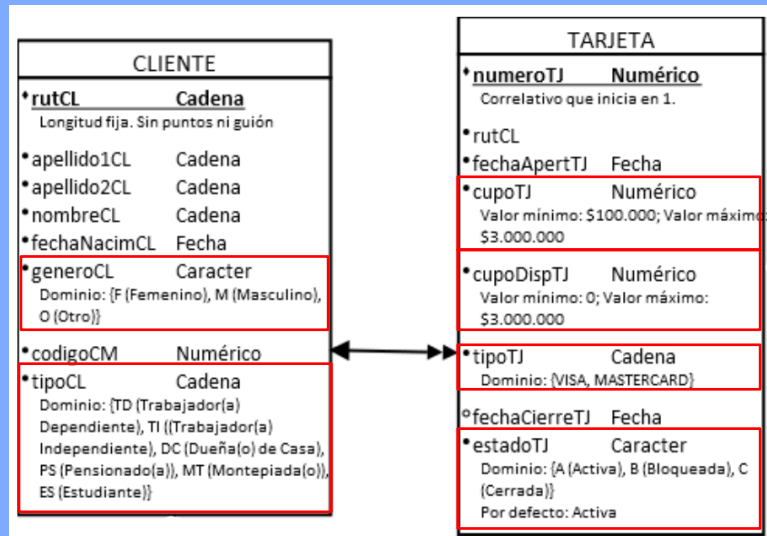 CLIENTE
rutCL Cadena
Longitud fija. Sin puntos ni guión
apellido1CL Cadena
apellido2CL Cadena
nombreCL Cadena
fechaNacimCL Fecha
generoCL Caracter
Dominio: {F (Femenino), M (Masculino),
O (Otro)}
codigoCM Numérico
tipoCL Cadena
Dominio: {TD (Trabajador(a)
Dependiente), TI ((Trabajador(a)
Independiente), DC (Dueña(o) de Casa),
PS (Pensionado(a)), MT (Montepiada(o)),
ES (Estudiante)}
TARJETA
numeroTJ Numérico
Correlativo que inicia en 1.
rutCL
fechaApertTJ Fecha
cupoTJ Numérico
Valor mínimo: $100.000; Valor máximo:
$3.000.000
cupoDispTJ Numérico
Valor mínimo: 0; Valor máximo:
$3.000.000
tipoTJ Cadena
Dominio: {VISA, MASTERCARD}
fechaCierreTJ Fecha
estadoTJ Caracter
Dominio: {A (Activa), B (Bloqueada), C
(Cerrada)}
Por defecto: Activa